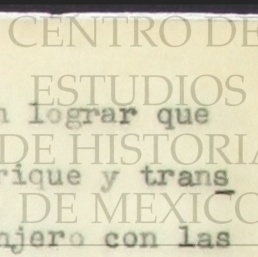 CENTRO DE
ESTUDIOS
lograr que
DE HISTORIA
rique y trans
DE MEXICO
njero con las